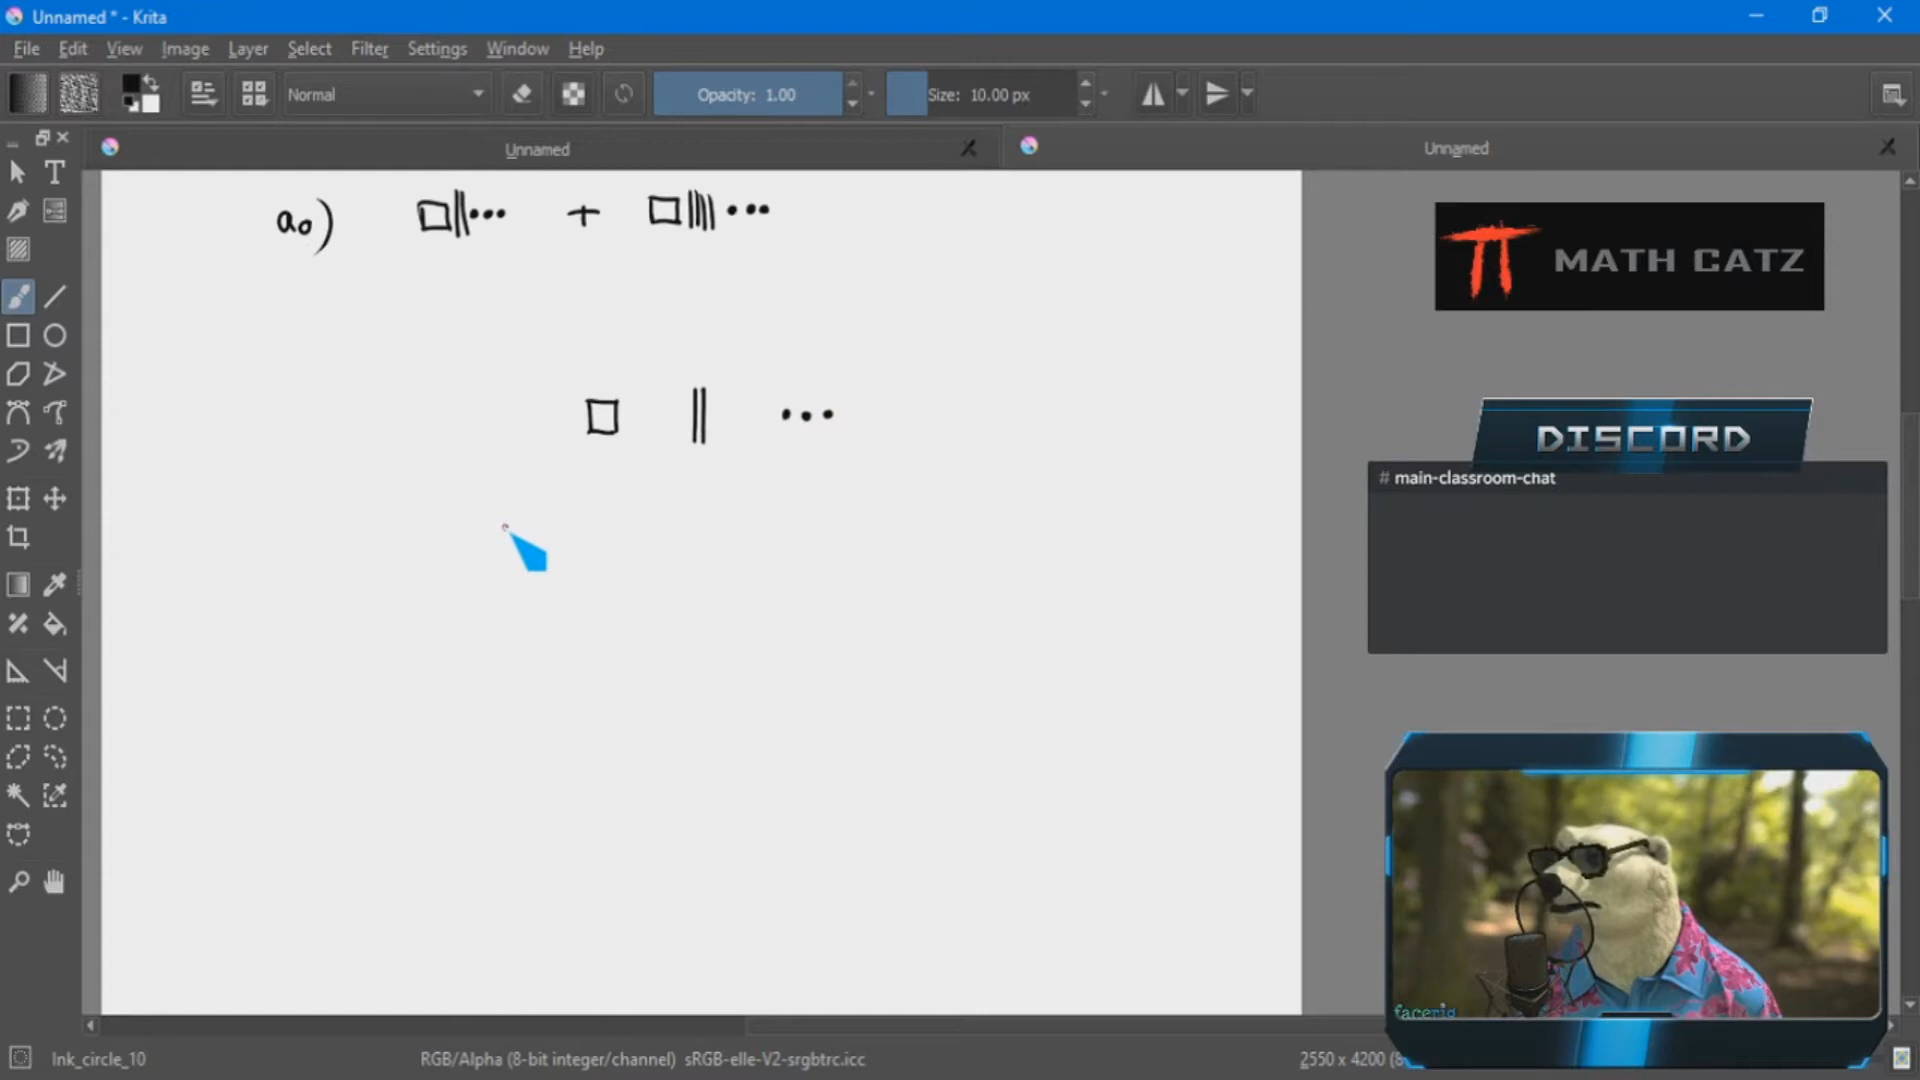 Unnamed * - Krita
File Edit View Image Layer Select Filter Settings Window Help
Normal Opacity: 1.00 Size: 10.00 px
Unnamed Unnamed
a₀) □||••• + □||||•••
□ || •••
MATH CATZ
DISCORD
# main-classroom-chat
facerig
Ink_circle_10 RGB/Alpha (8-bit integer/channel) sRGB-elle-V2-srgbtrc.icc 2550 x 4200 (8